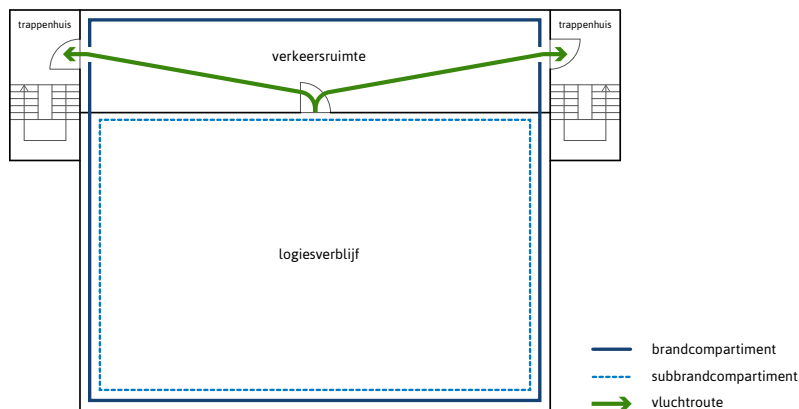 trappenhuis
trappenhuis
verkeersruimte
logiesverblijf
brandcompartiment
subbrandcompartiment
vluchtroute